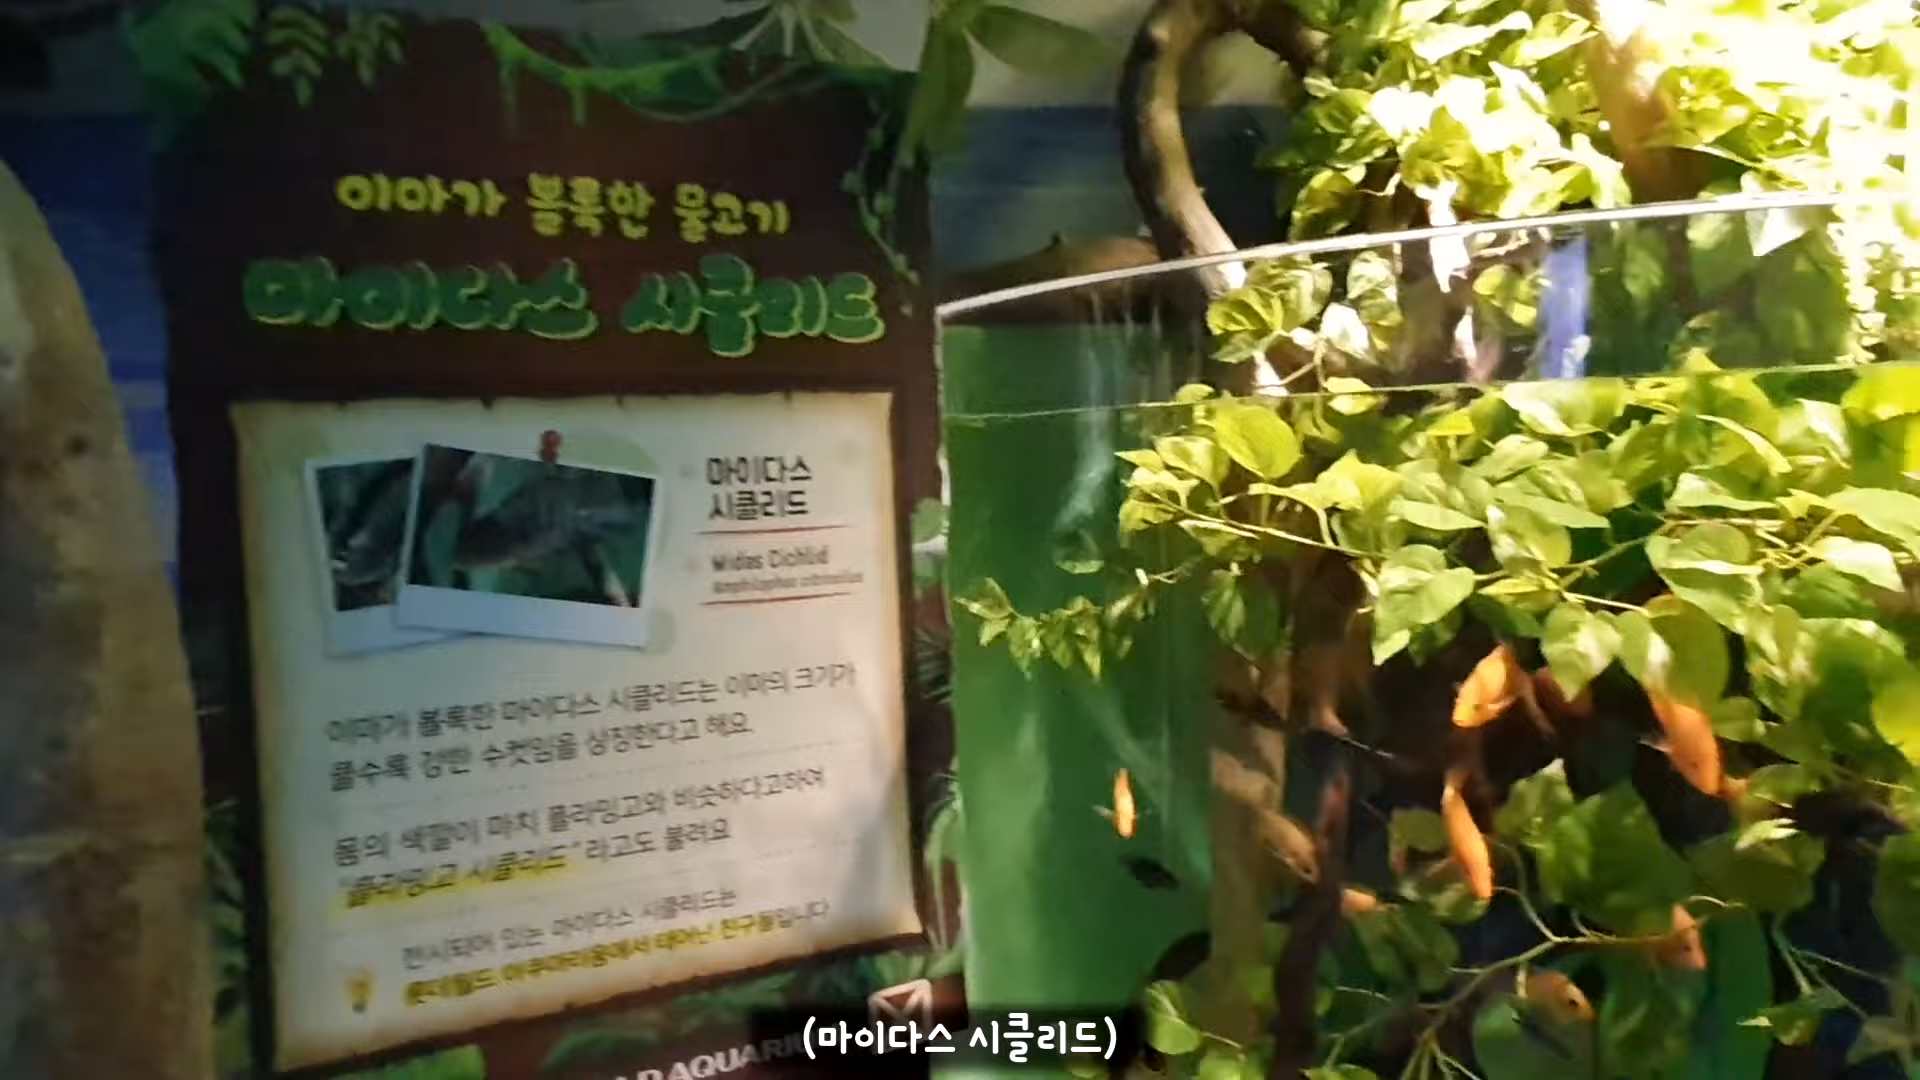 이마가 볼록한 물고기
마이다스 시클리드
마이다스
시클리드
Midas Cichlid
이마가 볼록한 마이다스 시클리드는 이마의 크기가
클수록 강한 수컷임을 상징한다고 해요
몸의 색깔이 마치 플라밍고와 비슷하다고하여
"플라밍고 시클리드" 라고도 불려요
전시되어 있는 마이다스 시클리드는
롯데월드 아쿠아리움에서 태어난 친구들입니다
(마이다스 시클리드)